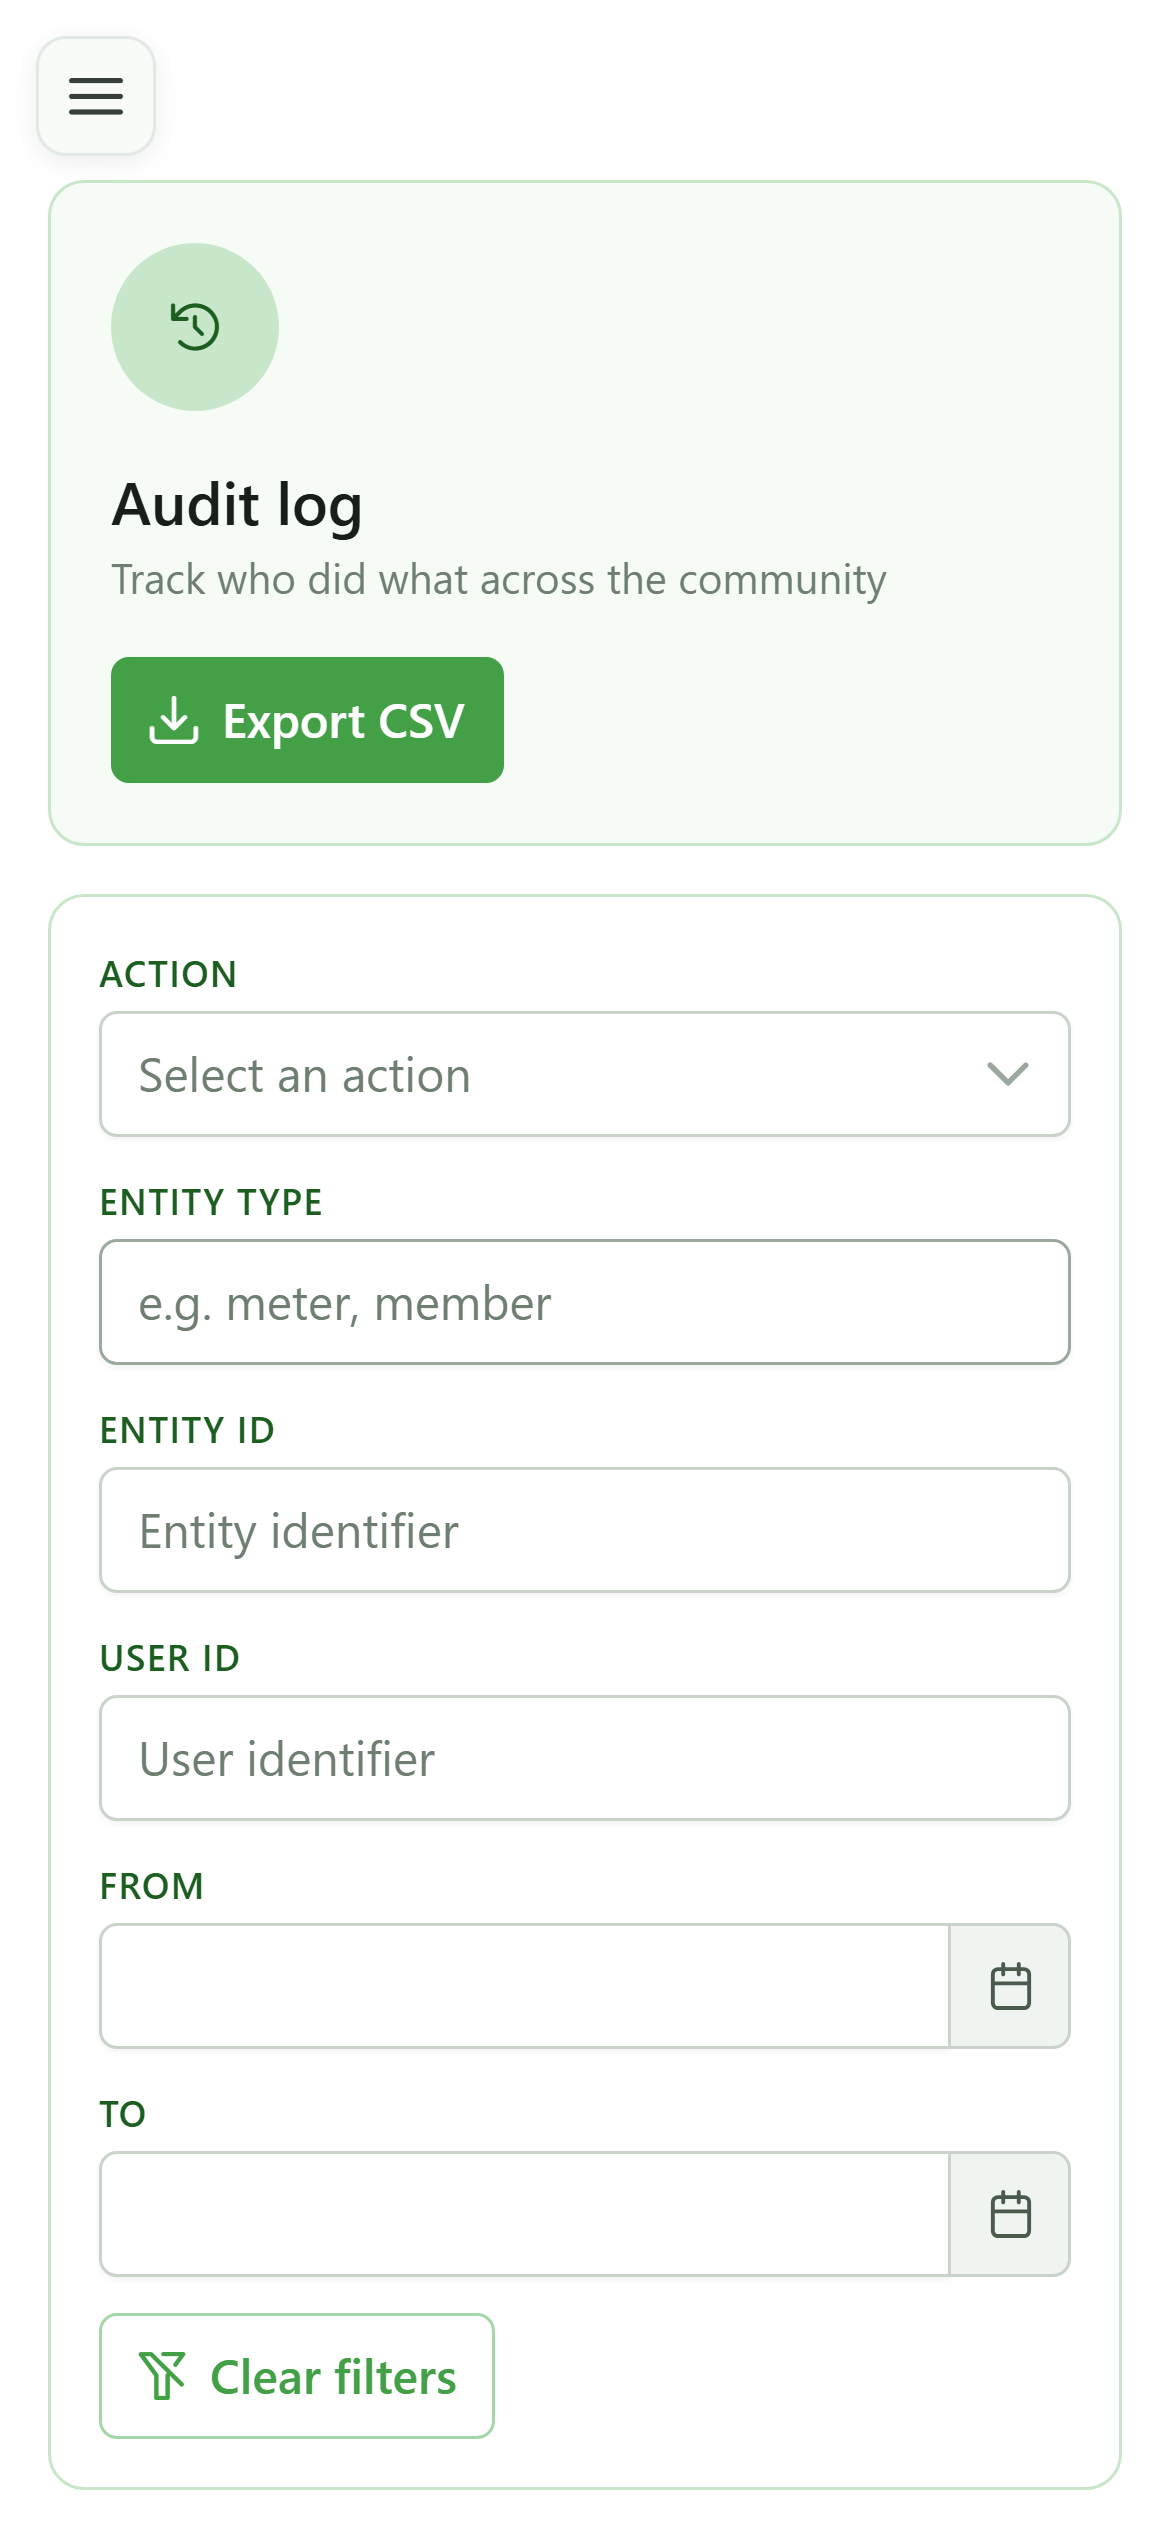 Audit log
Track who did what across the community
Export CSV
ACTION
Select an action
ENTITY TYPE
e.g. meter, member
ENTITY ID
Entity identifier
USER ID
User identifier
FROM
TO
Clear filters